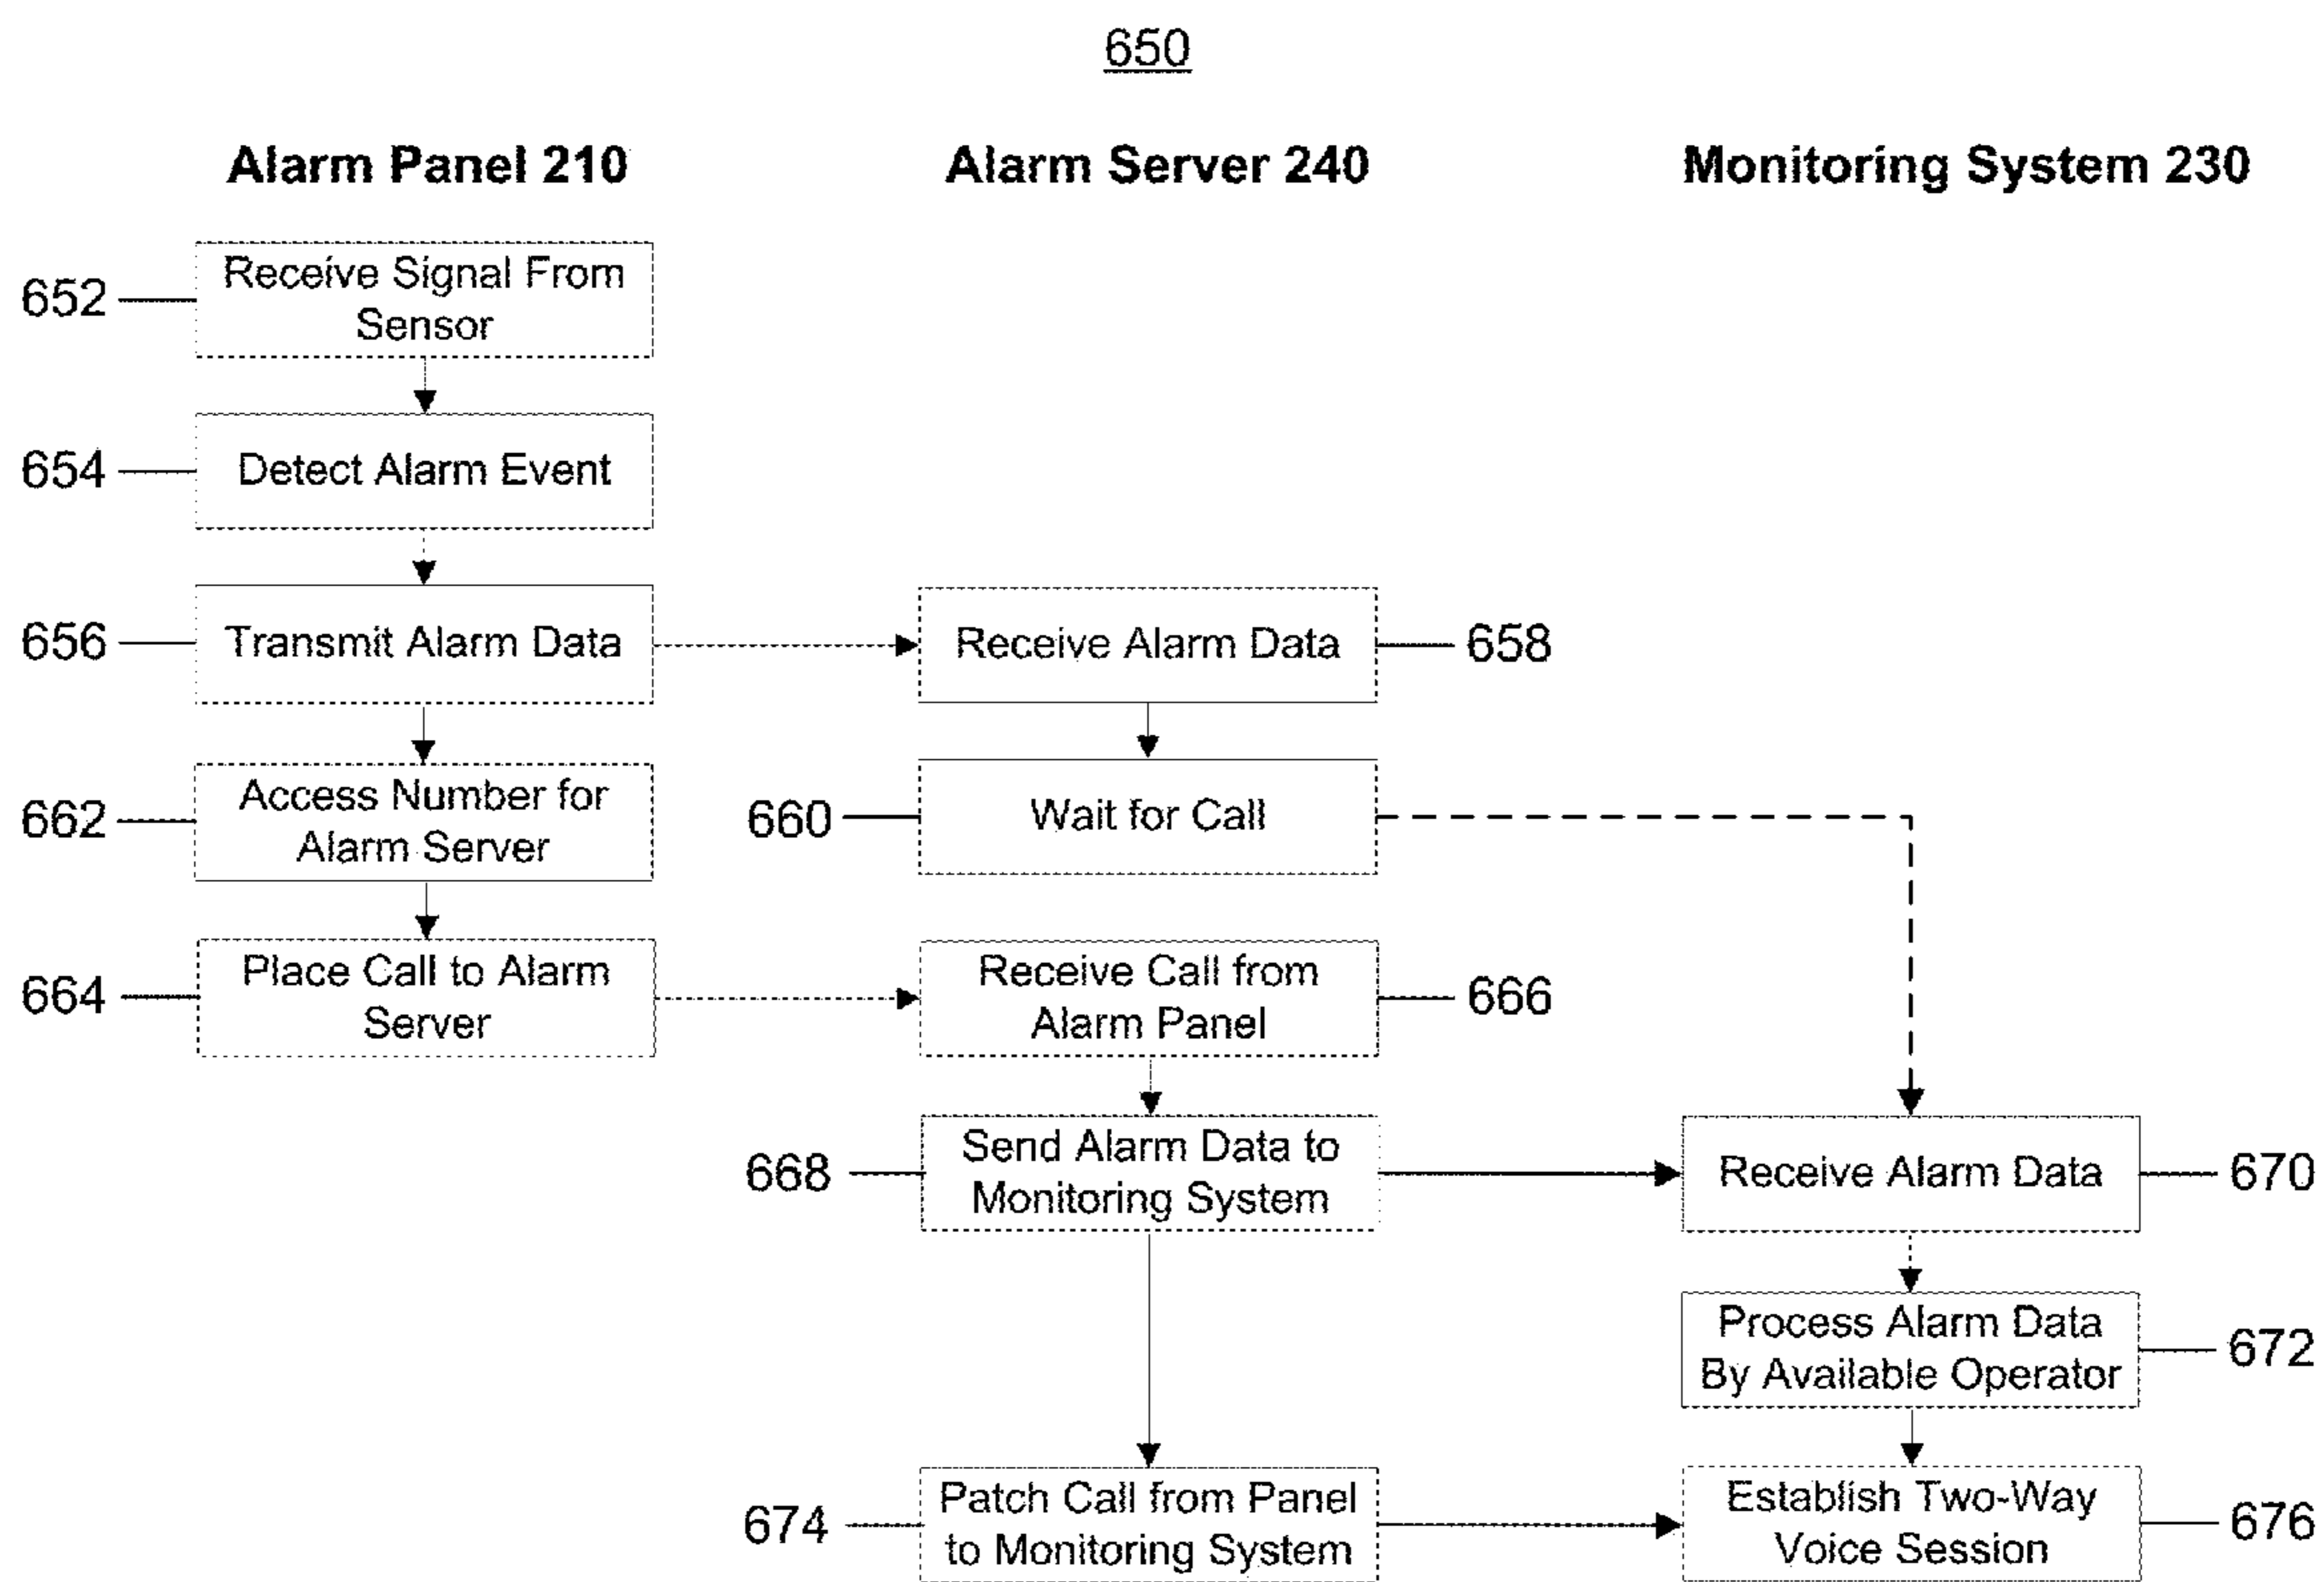 650
Alarm Panel 210
Alarm Server 240
Monitoring System 230
652
Receive Signal From
Sensor
654
Detect Alarm Event
656
Transmit Alarm Data
Receive Alarm Data
658
662
Access Number for
Alarm Server
660
Wait for Call
664
Place Call to Alarm
Server
Receive Call from
Alarm Panel
666
668
Send Alarm Data to
Monitoring System
Receive Alarm Data
670
Process Alarm Data
By Available Operator
672
674
Patch Call from Panel
to Monitoring System
Establish Two-Way
Voice Session
676